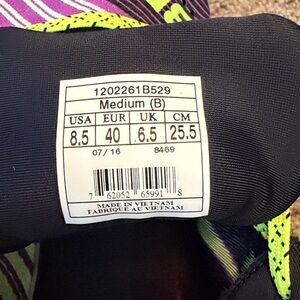 1202261B529
Medium (B)
USA EUR UK CM
8.5 40 6.5 25.5
07/16 8469
7 62052 65991 8
MADE IN VIETNAM
FABRIQUE AU VIETNAM